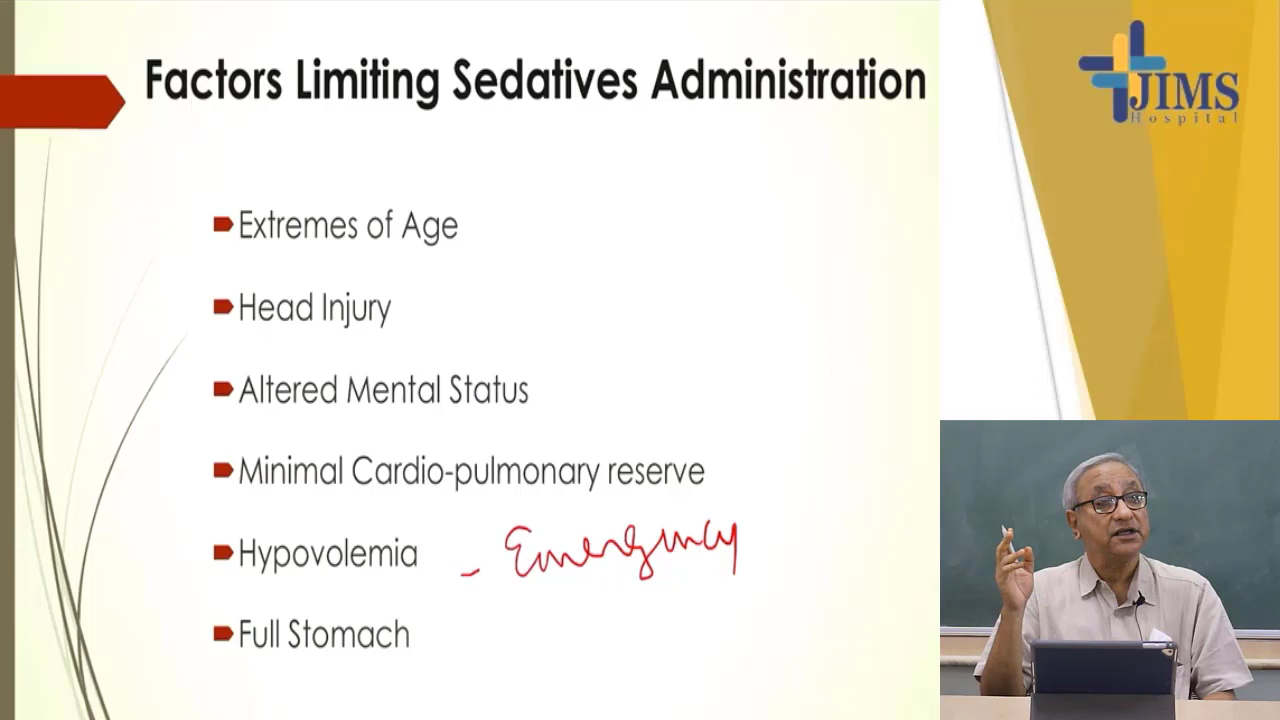 Factors Limiting Sedatives Administration
JIMS
Hospital
Extremes of Age
Head Injury
Altered Mental Status
Minimal Cardio-pulmonary reserve
Hypovolemia - Emergency
Full Stomach